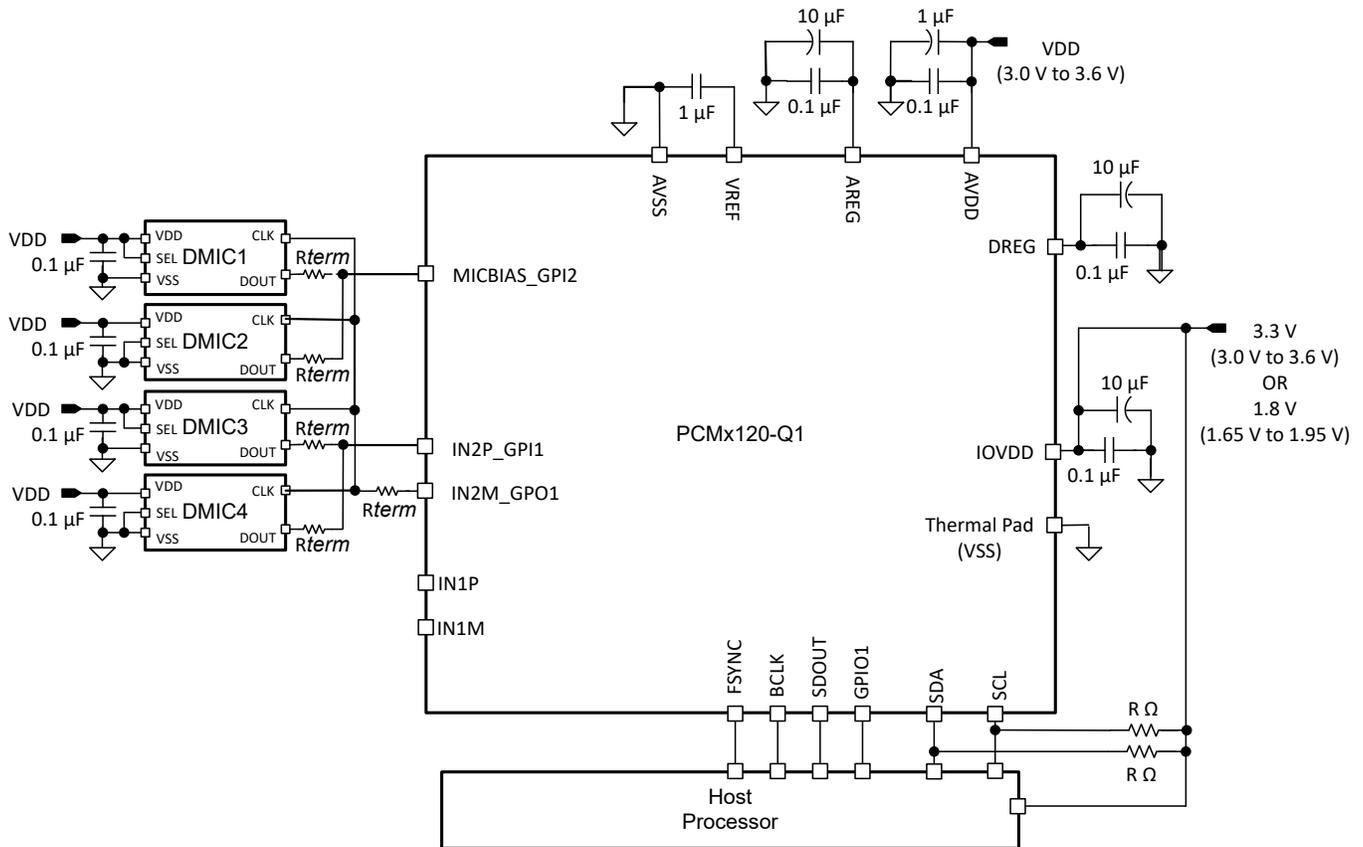 10 µF
1 µF
VDD
(3.0 V to 3.6 V)
0.1 µF
0.1 µF
1 µF
AVSS
VREF
AREG
AVDD
10 µF
DREG
0.1 µF
VDD
0.1 µF
VDD
SEL
VSS
DMIC1
CLK
DOUT
Rterm
MICBIAS_GPI2
VDD
0.1 µF
VDD
SEL
VSS
DMIC2
CLK
DOUT
Rterm
3.3 V
(3.0 V to 3.6 V)
OR
1.8 V
(1.65 V to 1.95 V)
10 µF
IOVDD
0.1 µF
VDD
0.1 µF
VDD
SEL
VSS
DMIC3
CLK
DOUT
Rterm
IN2P_GPI1
PCMx120-Q1
VDD
0.1 µF
VDD
SEL
VSS
DMIC4
CLK
DOUT
Rterm
Rterm
IN2M_GPO1
Thermal Pad
(VSS)
IN1P
IN1M
FSYNC
BCLK
SDOUT
GPIO1
SDA
SCL
R Ω
R Ω
Host
Processor